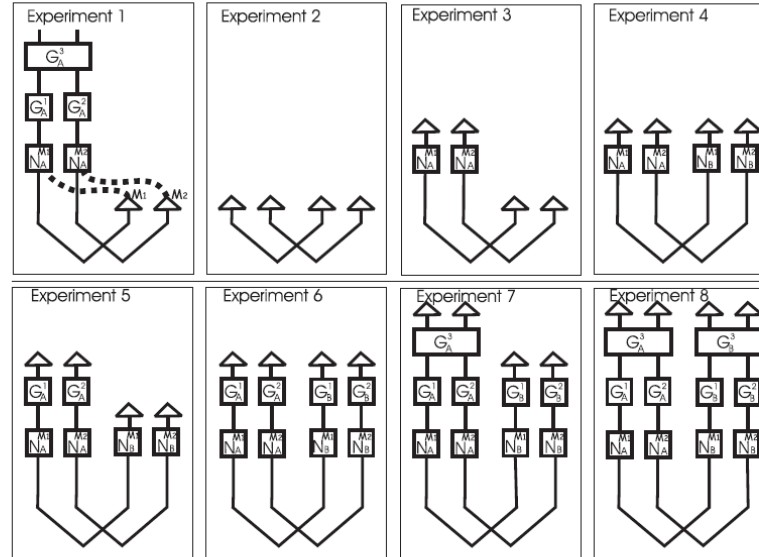 Experiment 1 Experiment 2 Experiment 3 Experiment 4
G_A^3
G_A^1 G_A^2
N_A^M1 N_A^M2 N_A^M1 N_A^M2 N_A^M1 N_A^M2 N_B^M1 N_B^M2
M1 M2
Experiment 5 Experiment 6 Experiment 7 Experiment 8
G_A^3 G_A^3 G_B^3
G_A^1 G_A^2 G_A^1 G_A^2 G_B^1 G_B^2 G_A^1 G_A^2 G_B^1 G_B^2 G_A^1 G_A^2 G_B^1 G_B^2
N_A^M1 N_A^M2 N_B^M1 N_B^M2 N_A^M1 N_A^M2 N_B^M1 N_B^M2 N_A^M1 N_A^M2 N_B^M1 N_B^M2 N_A^M1 N_A^M2 N_B^M1 N_B^M2